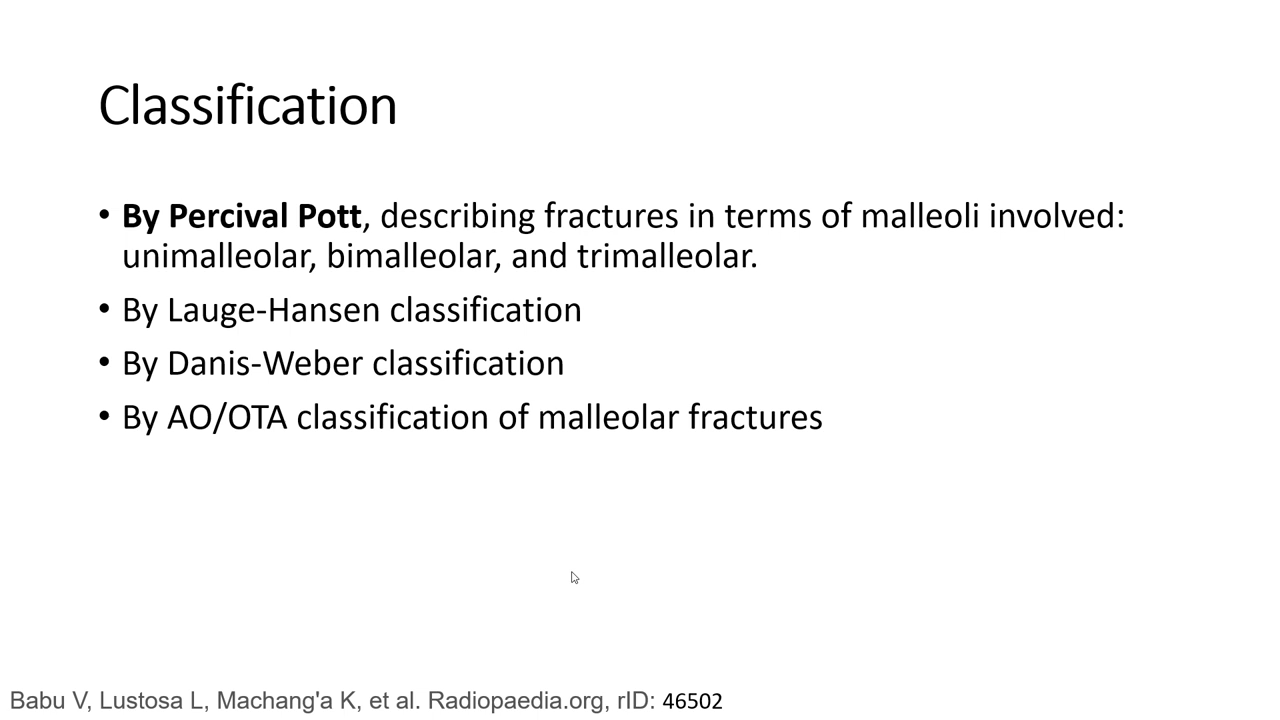 Classification
• By Percival Pott, describing fractures in terms of malleoli involved:
unimalleolar, bimalleolar, and trimalleolar.
• By Lauge-Hansen classification
• By Danis-Weber classification
• By AO/OTA classification of malleolar fractures
Babu V, Lustosa L, Machang'a K, et al. Radiopaedia.org, rID: 46502